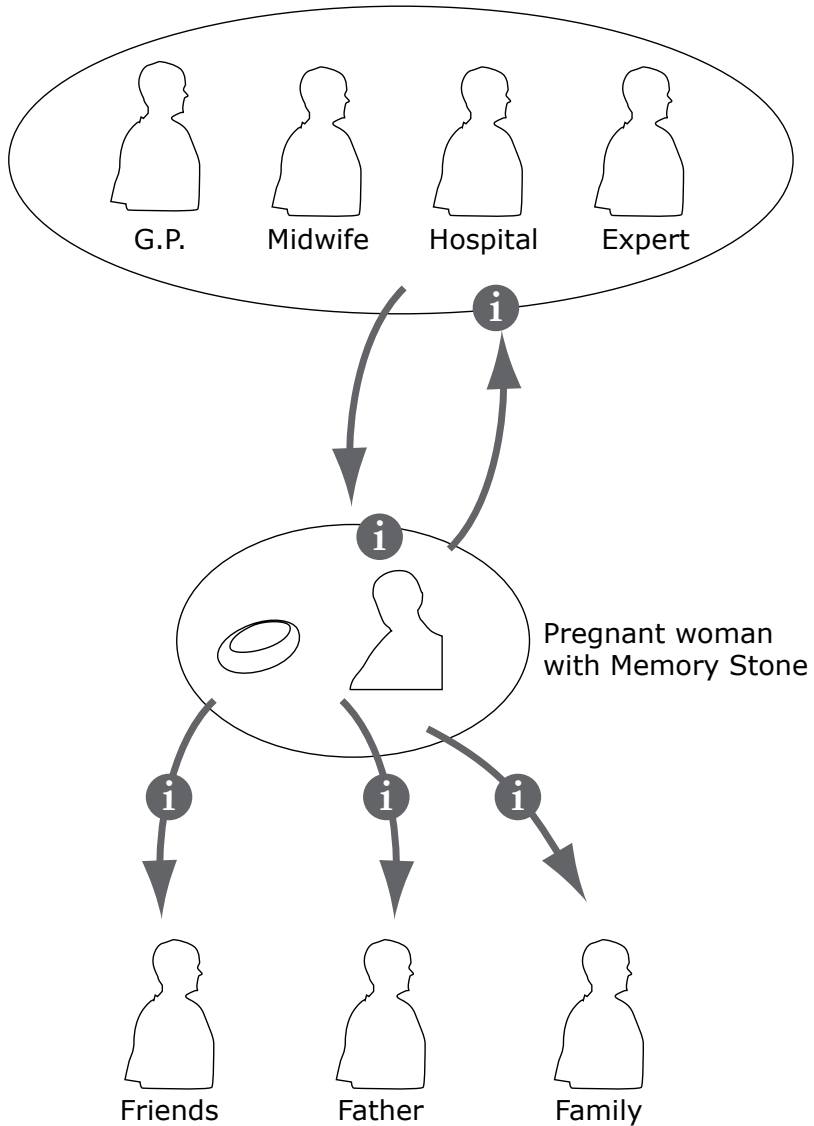 G.P.
Midwife
Hospital
Expert
i
i
Pregnant woman
with Memory Stone
i
i
i
Friends
Father
Family